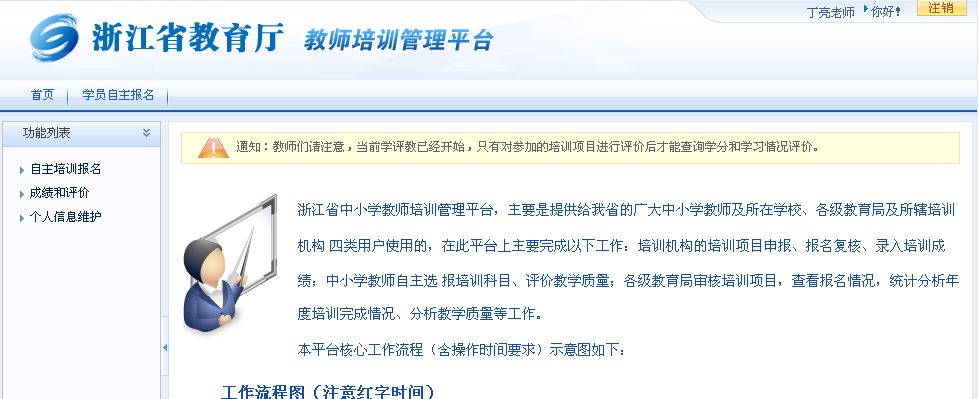 丁亮老师 你好! 注销
浙江省教育厅 教师培训管理平台
首页 学员自主报名
功能列表
自主培训报名
成绩和评价
个人信息维护
通知:教师们请注意,当前学评教已经开始,只有对参加的培训项目进行评价后才能查询学分和学习情况评价。
浙江省中小学教师培训管理平台,主要是提供给我省的广大中小学教师及所在学校、各级教育局及所辖培训
机构 四类用户使用的,在此平台上主要完成以下工作:培训机构的培训项目申报、报名复核、录入培训成
绩;中小学教师自主选 报培训科目、评价教学质量;各级教育局审核培训项目,查看报名情况,统计分析年
度培训完成情况、分析教学质量等工作。
本平台核心工作流程(含操作时间要求)示意图如下:
工作流程图(注意红字时间)